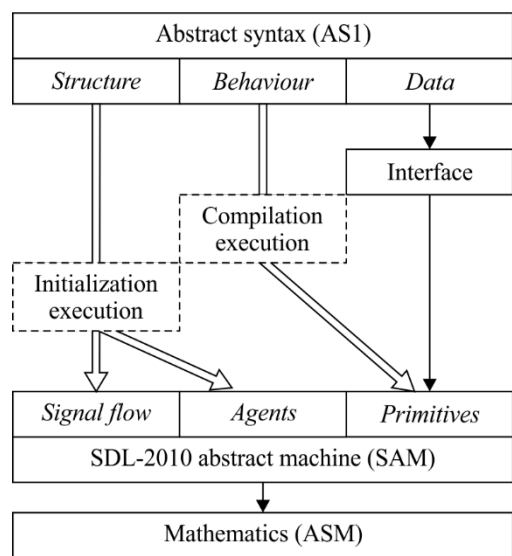 Abstract syntax (AS1)
Structure
Behaviour
Data
Interface
Compilation
execution
Initialization
execution
Signal flow
Agents
Primitives
SDL-2010 abstract machine (SAM)
Mathematics (ASM)